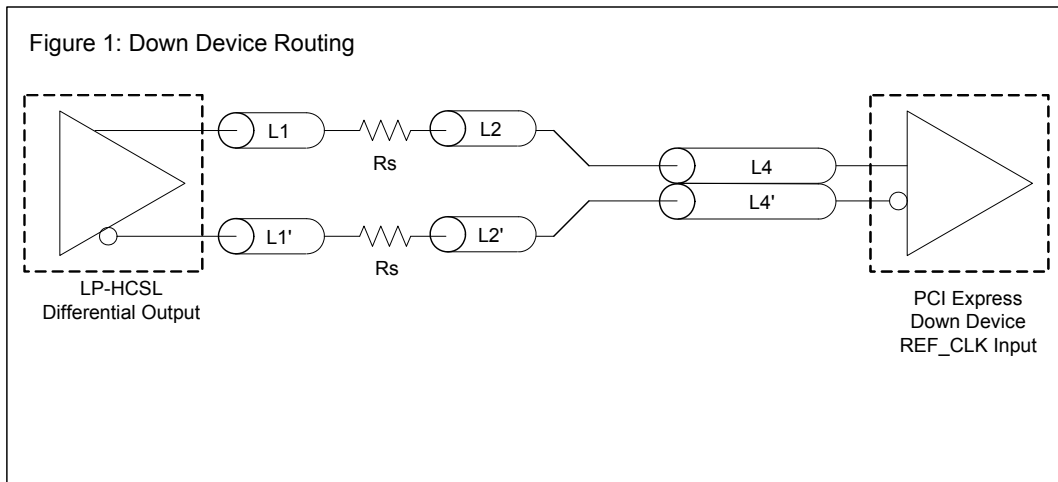 Figure 1: Down Device Routing
L1
Rs
L2
L4
L4'
L1'
Rs
L2'
LP-HCSL
Differential Output
PCI Express
Down Device
REF_CLK Input